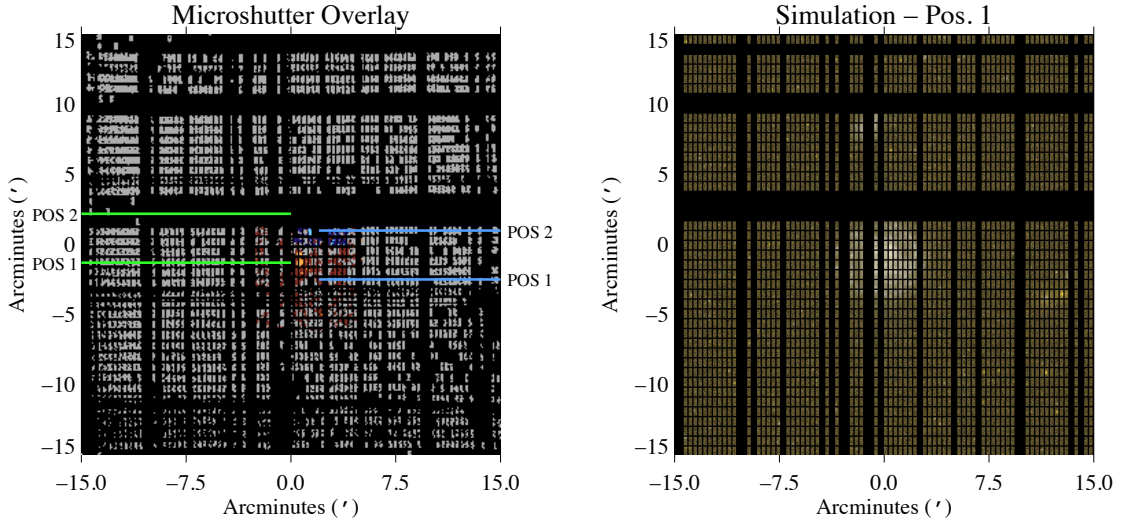 Microshutter Overlay
15
10
5
0
−5
−10
−15
Arcminutes (′)
POS 2
POS 1
POS 2
POS 1
−15.0
−7.5
0.0
7.5
15.0
Arcminutes (′)
Simulation – Pos. 1
15
10
5
0
−5
−10
−15
Arcminutes (′)
−15.0
−7.5
0.0
7.5
15.0
Arcminutes (′)